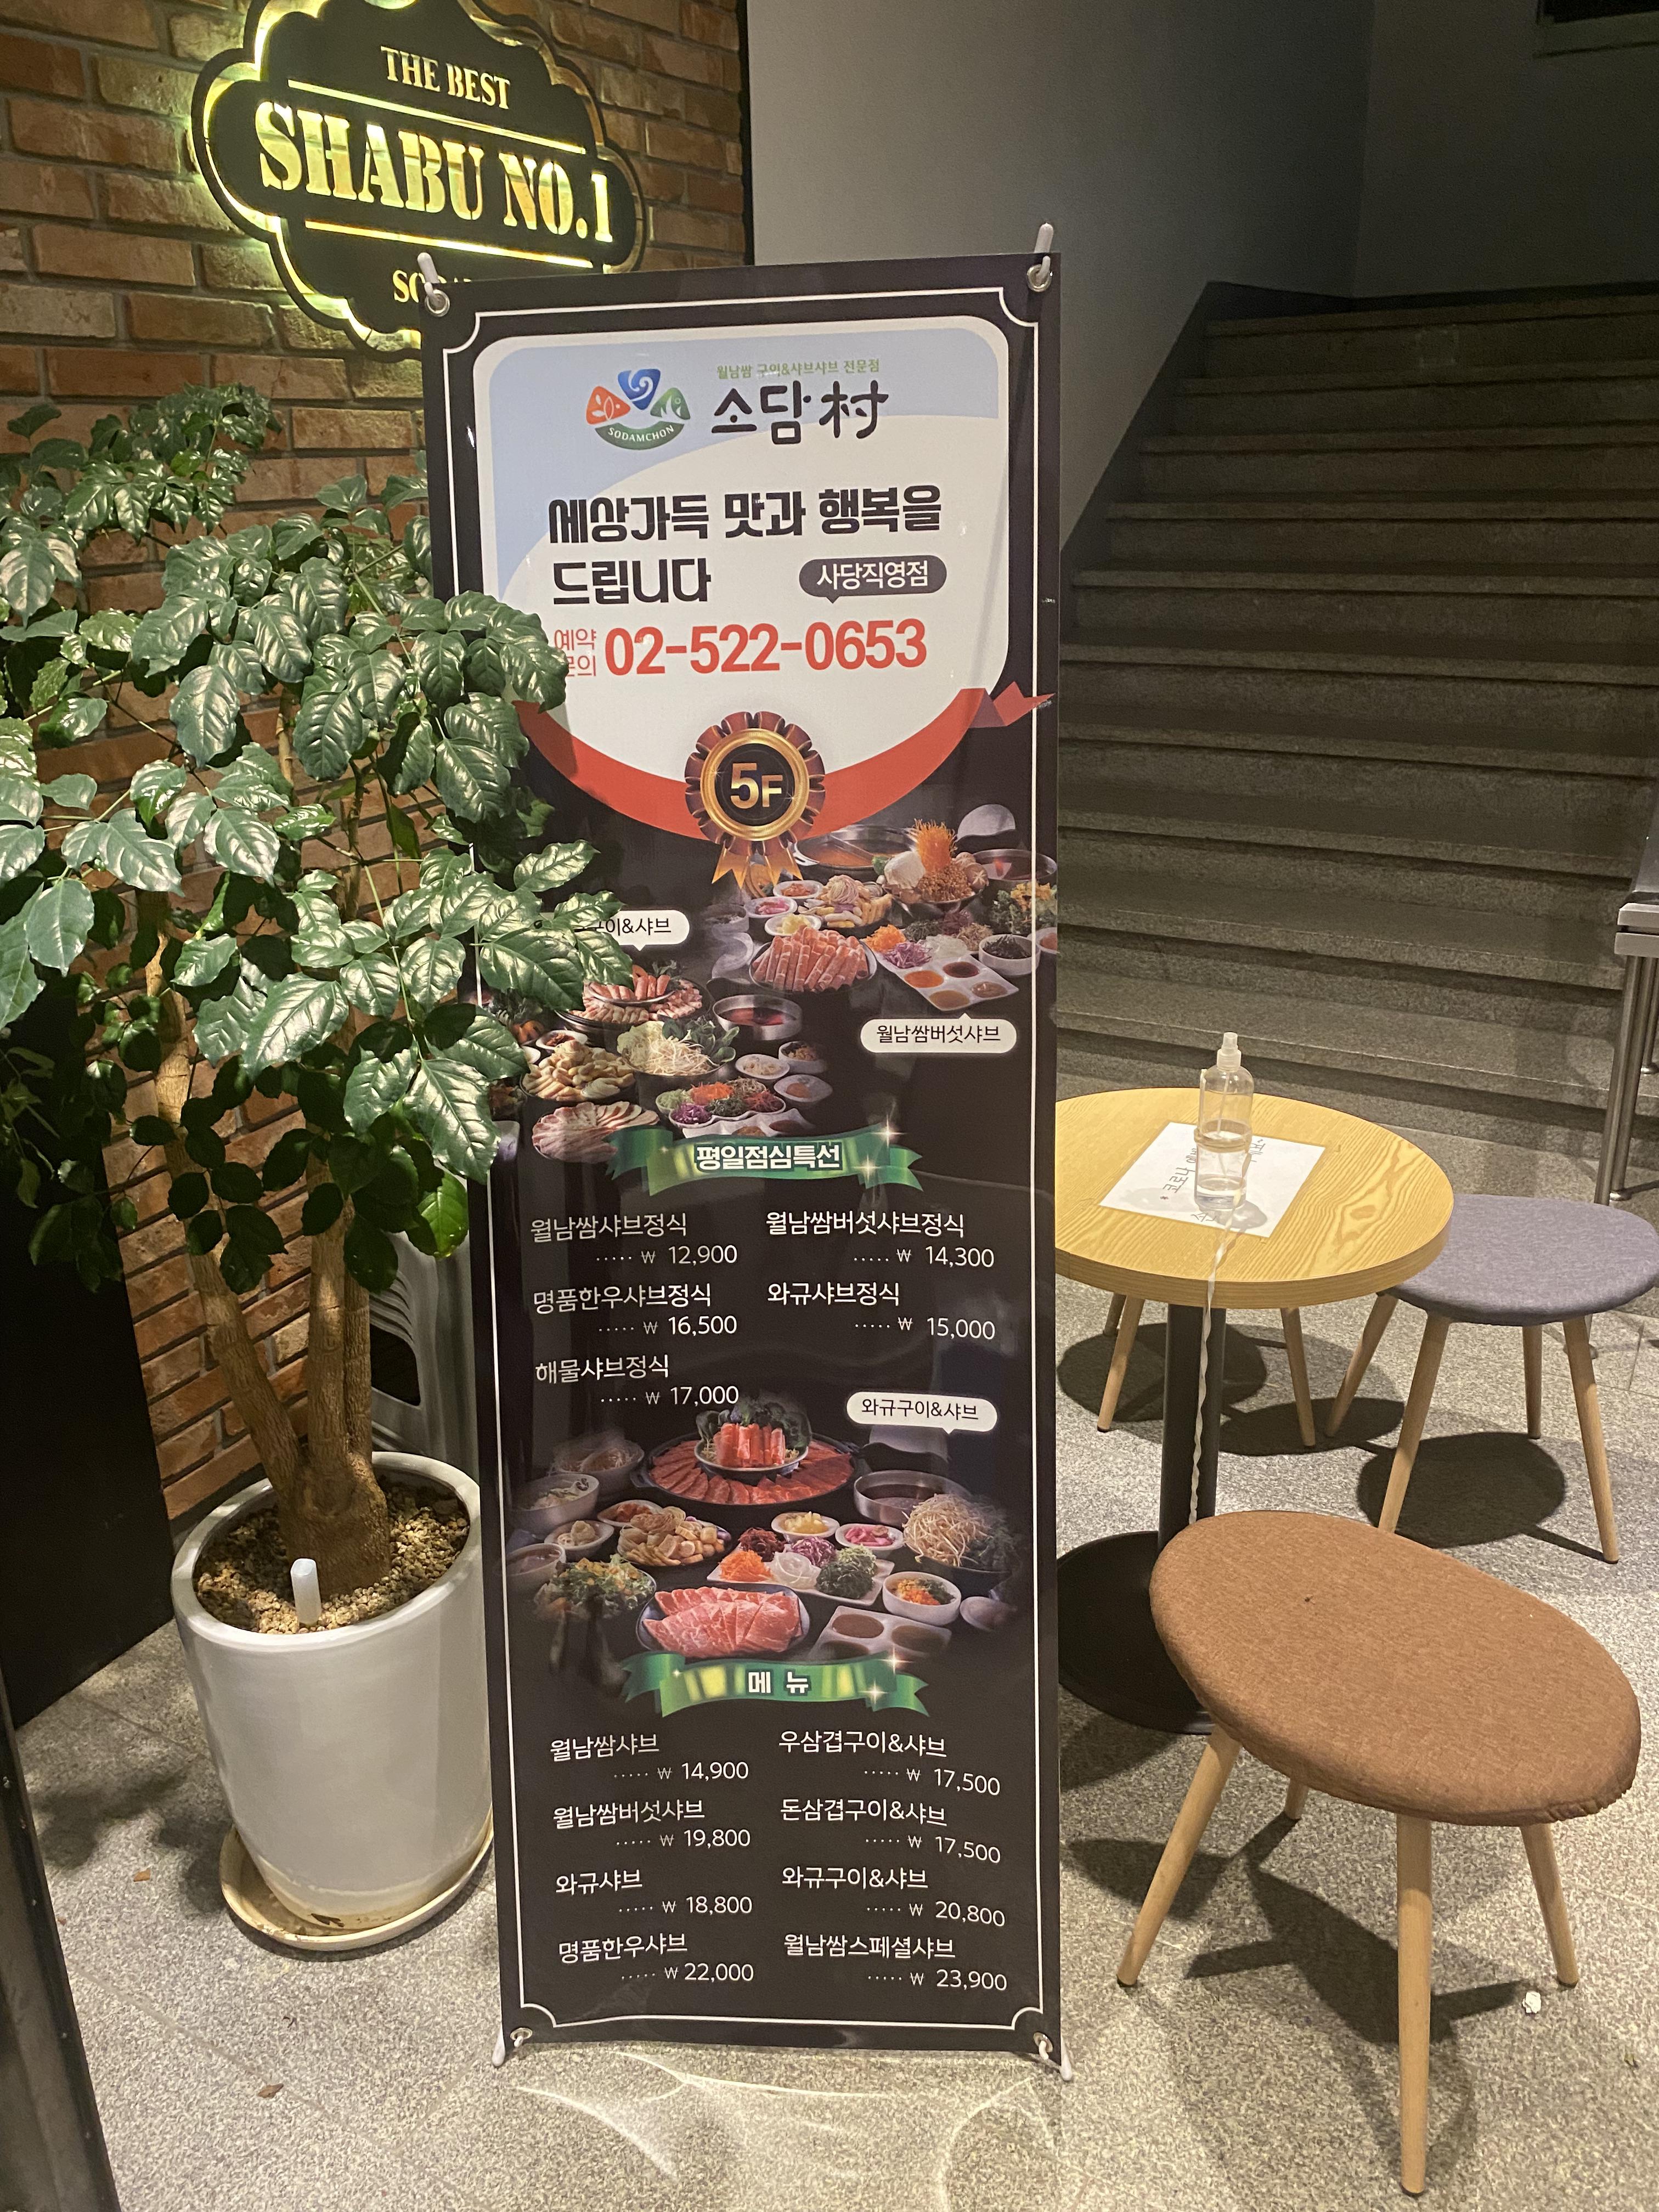 THE BEST
SHABU NO.1
월남쌈 구이&샤브샤브 전문점
SODAMCHON
소담村
세상가득 맛과 행복을
드립니다
사당직영점
예약
문의
02-522-0653
5F
구이&샤브
월남쌈버섯샤브
평일점심특선
월남쌈샤브정식
····· ₩ 12,900
월남쌈버섯샤브정식
····· ₩ 14,300
명품한우샤브정식
····· ₩ 16,500
와규샤브정식
····· ₩ 15,000
해물샤브정식
····· ₩ 17,000
와규구이&샤브
메 뉴
월남쌈샤브
····· ₩ 14,900
우삼겹구이&샤브
····· ₩ 17,500
월남쌈버섯샤브
····· ₩ 19,800
돈삼겹구이&샤브
····· ₩ 17,500
와규샤브
····· ₩ 18,800
와규구이&샤브
····· ₩ 20,800
명품한우샤브
····· ₩ 22,000
월남쌈스페셜샤브
····· ₩ 23,900
코로나